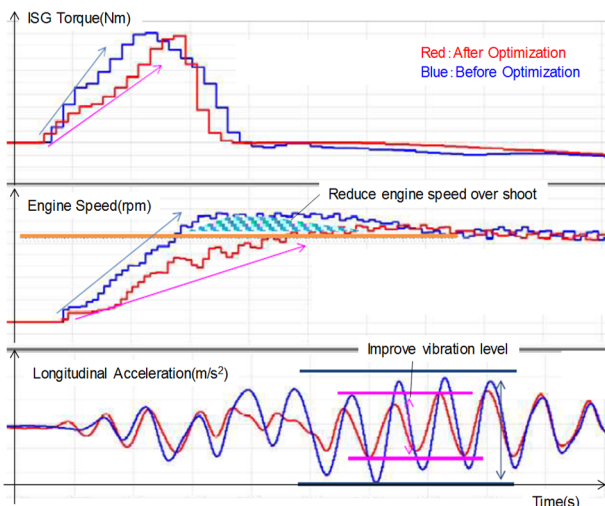 ISG Torque(Nm)
Red:After Optimization
Blue:Before Optimization
Reduce engine speed over shoot
Engine Speed(rpm)
Improve vibration level
Longitudinal Acceleration(m/s²)
Time(s)